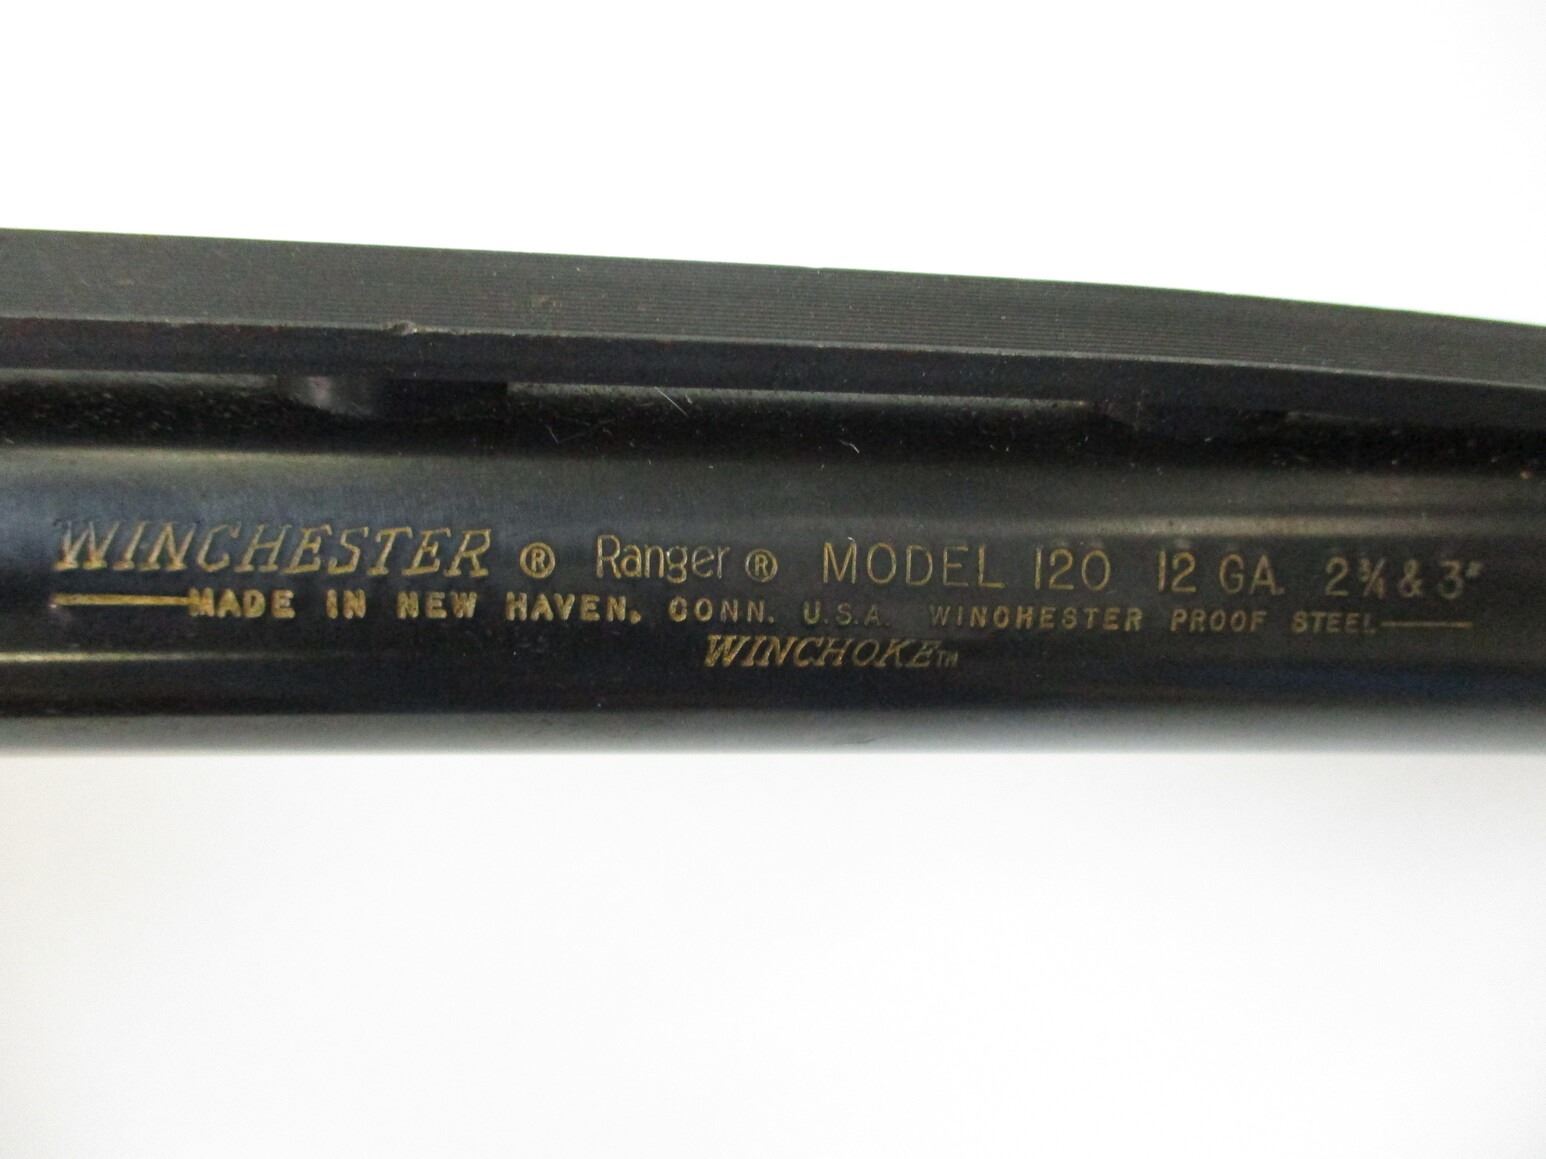 WINCHESTER ® Ranger ® MODEL 120 12 GA. 2¾ & 3"
MADE IN NEW HAVEN, CONN. U.S.A. WINCHESTER PROOF STEEL
WINCHOKE™